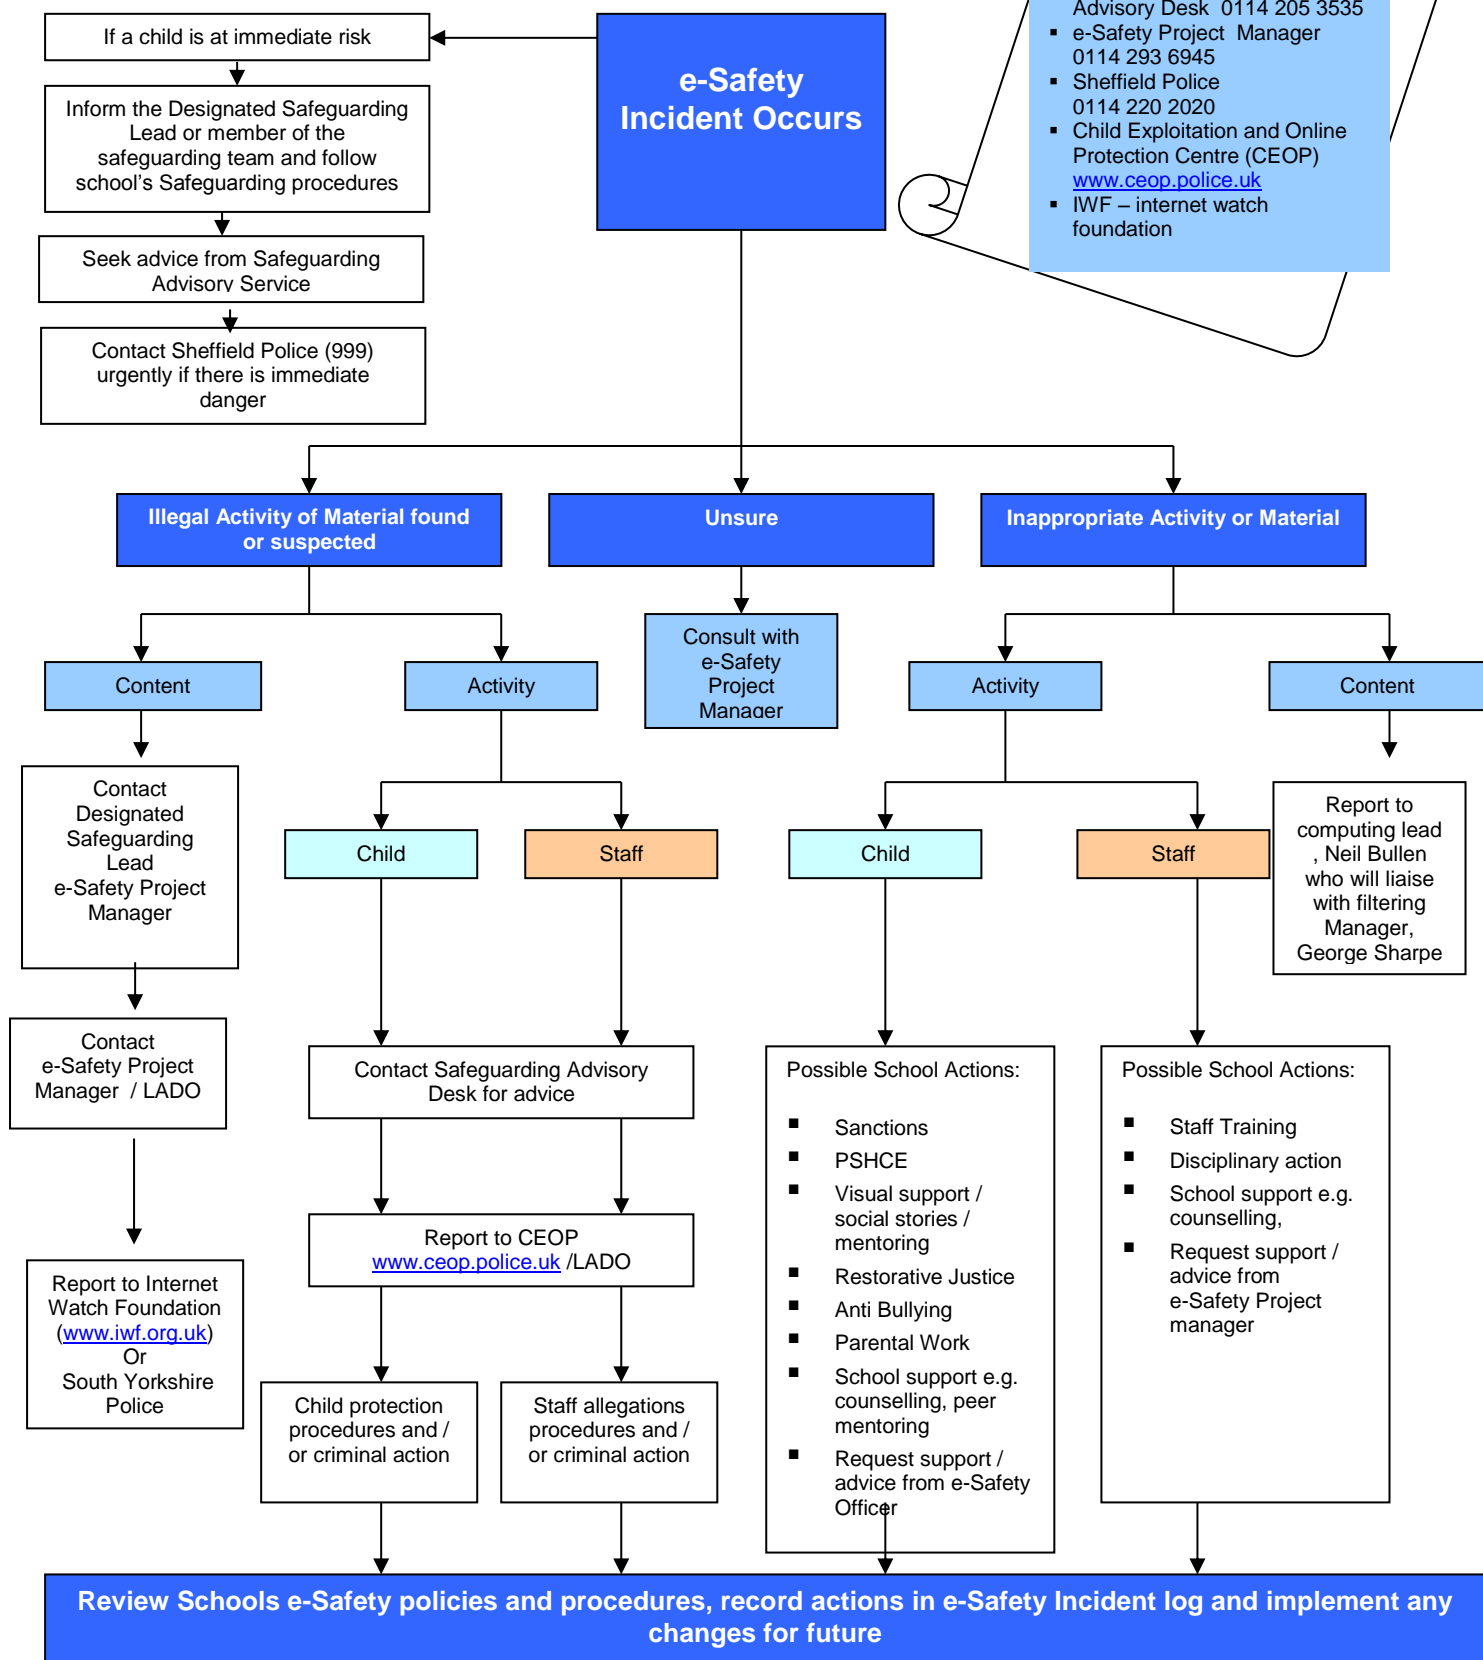 If a child is at immediate risk
Inform the Designated Safeguarding
Lead or member of the
safeguarding team and follow
school’s Safeguarding procedures
Seek advice from Safeguarding
Advisory Service
Contact Sheffield Police (999)
urgently if there is immediate
danger
e-Safety
Incident Occurs
Advisory Desk 0114 205 3535
▪ e-Safety Project Manager
0114 293 6945
▪ Sheffield Police
0114 220 2020
▪ Child Exploitation and Online
Protection Centre (CEOP)
www.ceop.police.uk
▪ IWF – internet watch
foundation
Illegal Activity of Material found
or suspected
Unsure
Inappropriate Activity or Material
Content
Activity
Consult with
e-Safety
Project
Manager
Activity
Content
Contact
Designated
Safeguarding
Lead
e-Safety Project
Manager
Child
Staff
Child
Staff
Report to
computing lead
, Neil Bullen
who will liaise
with filtering
Manager,
George Sharpe
Contact
e-Safety Project
Manager / LADO
Contact Safeguarding Advisory
Desk for advice
Report to CEOP
www.ceop.police.uk /LADO
Report to Internet
Watch Foundation
(www.iwf.org.uk)
Or
South Yorkshire
Police
Child protection
procedures and /
or criminal action
Staff allegations
procedures and /
or criminal action
Possible School Actions:
▪ Sanctions
▪ PSHCE
▪ Visual support /
social stories /
mentoring
▪ Restorative Justice
▪ Anti Bullying
▪ Parental Work
▪ School support e.g.
counselling, peer
mentoring
▪ Request support /
advice from e-Safety
Officer
Possible School Actions:
▪ Staff Training
▪ Disciplinary action
▪ School support e.g.
counselling,
▪ Request support /
advice from
e-Safety Project
manager
Review Schools e-Safety policies and procedures, record actions in e-Safety Incident log and implement any
changes for future